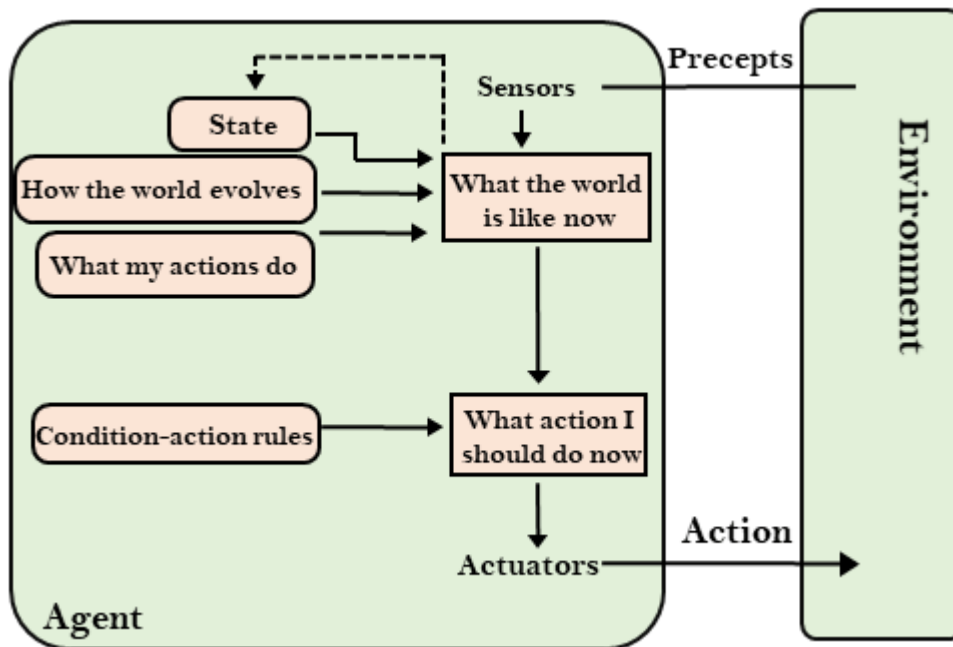 Precepts
Sensors
State
How the world evolves
What the world
is like now
What my actions do
Environment
Condition-action rules
What action I
should do now
Action
Actuators
Agent